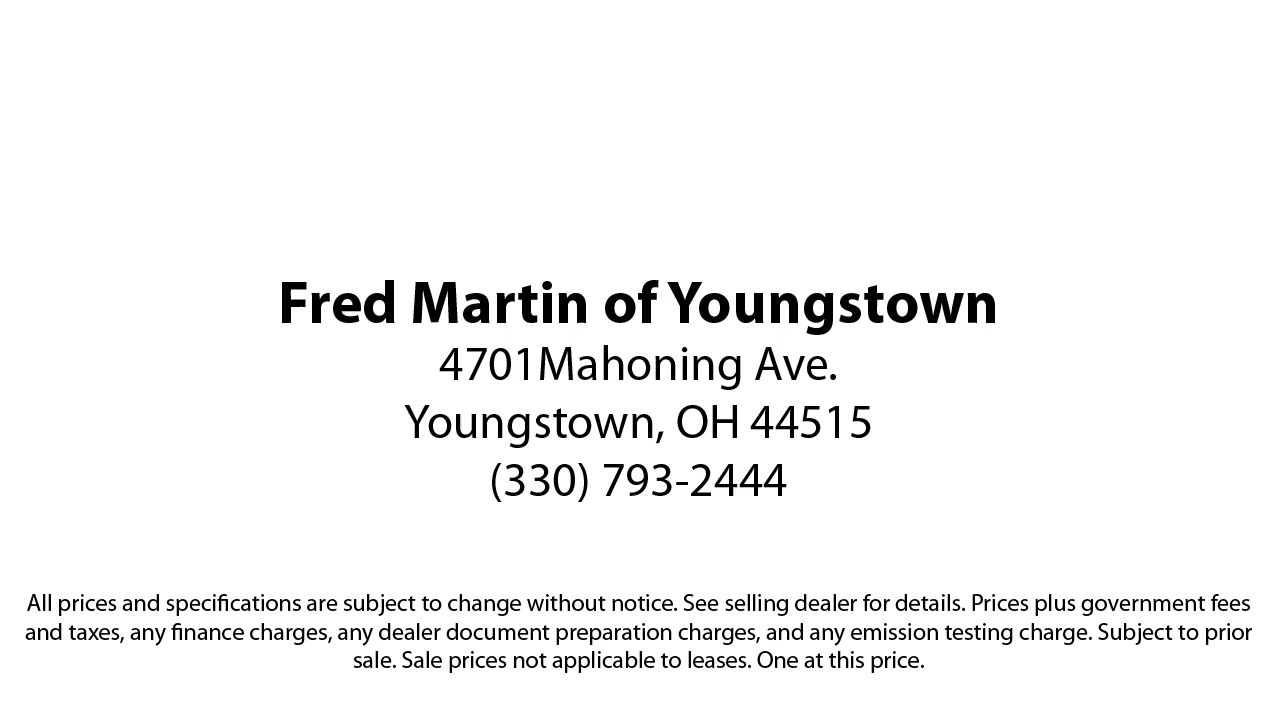 Fred Martin of Youngstown
4701Mahoning Ave.
Youngstown, OH 44515
(330) 793-2444
All prices and specifications are subject to change without notice. See selling dealer for details. Prices plus government fees
and taxes, any finance charges, any dealer document preparation charges, and any emission testing charge. Subject to prior
sale. Sale prices not applicable to leases. One at this price.